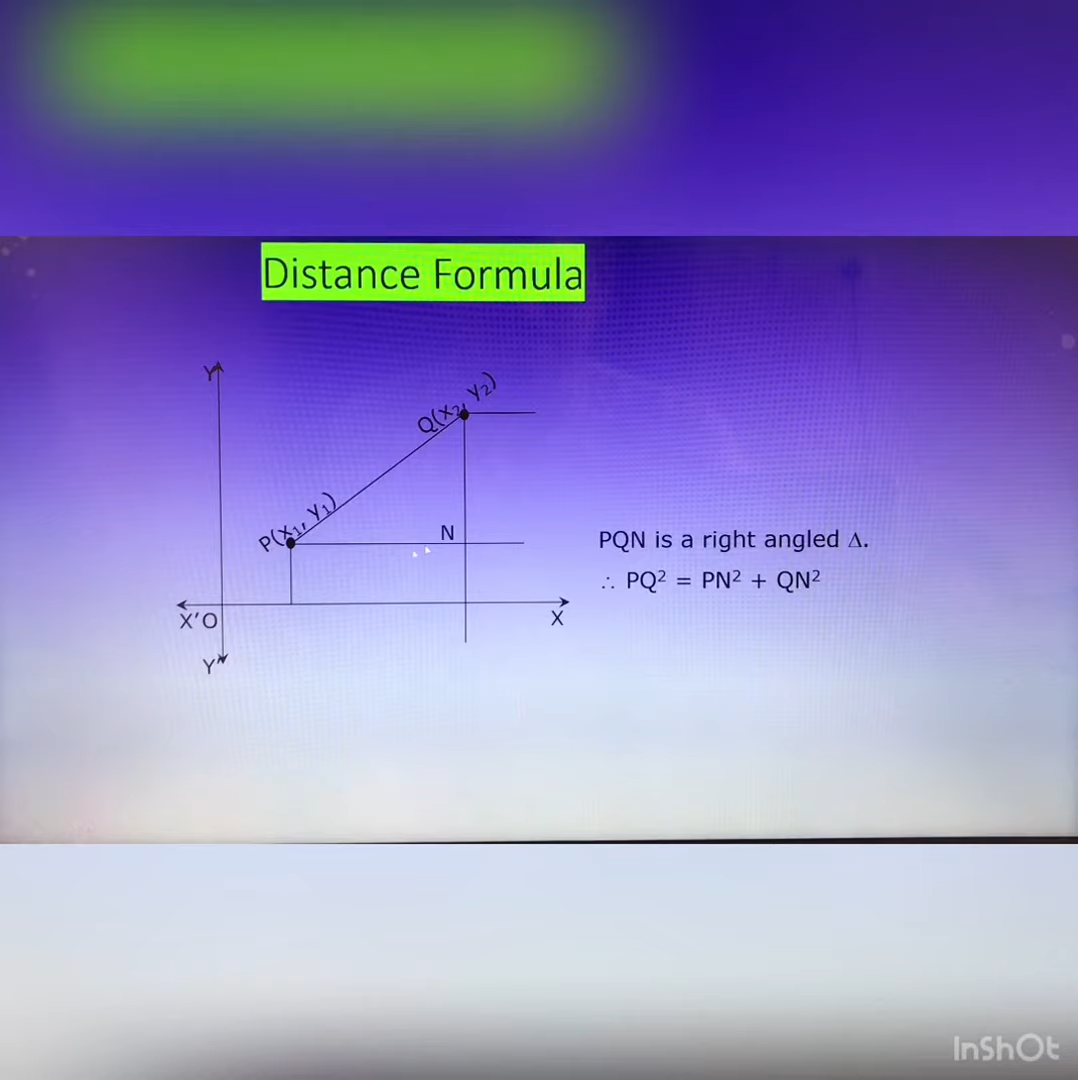 Distance Formula
Y
Q(x₂, y₂)
P(x₁, y₁)
N
PQN is a right angled Δ.
∴ PQ² = PN² + QN²
X'O
X
Y"
InShOt